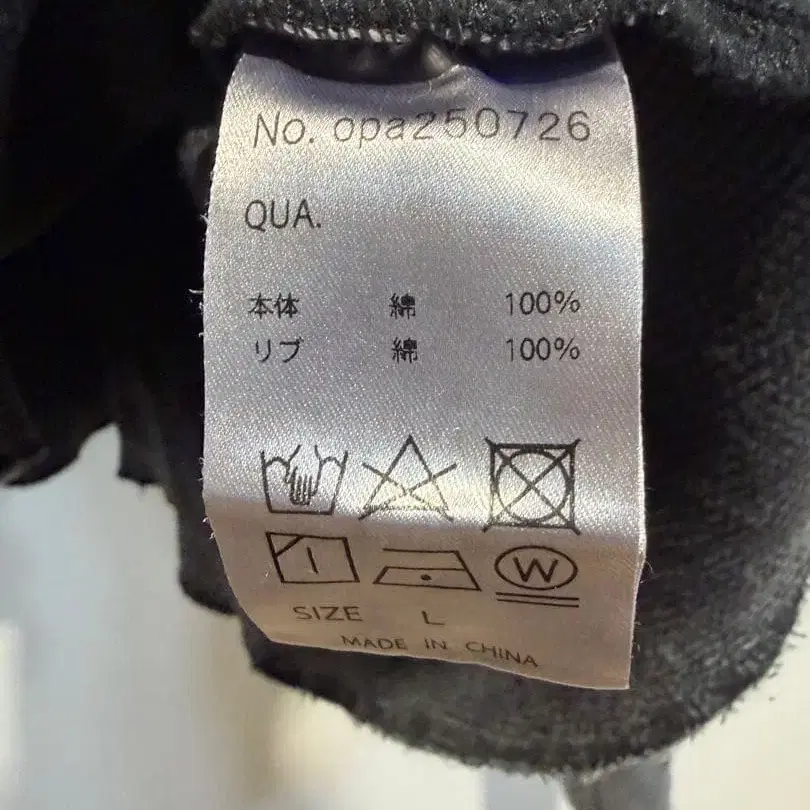 No. opa250726
QUA.
本体 綿 100%
リブ 綿 100%
W
SIZE L
MADE IN CHINA